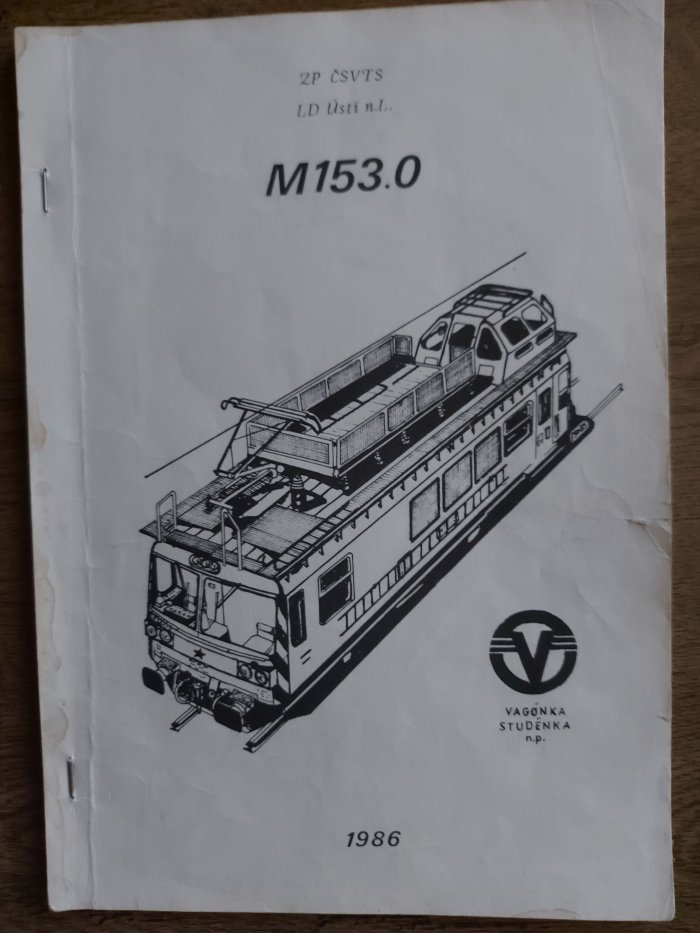 ZP ČSVTS
LD Ústí n.L.
M153.0
VAGÓNKA
STUDÉNKA
n.p.
1986